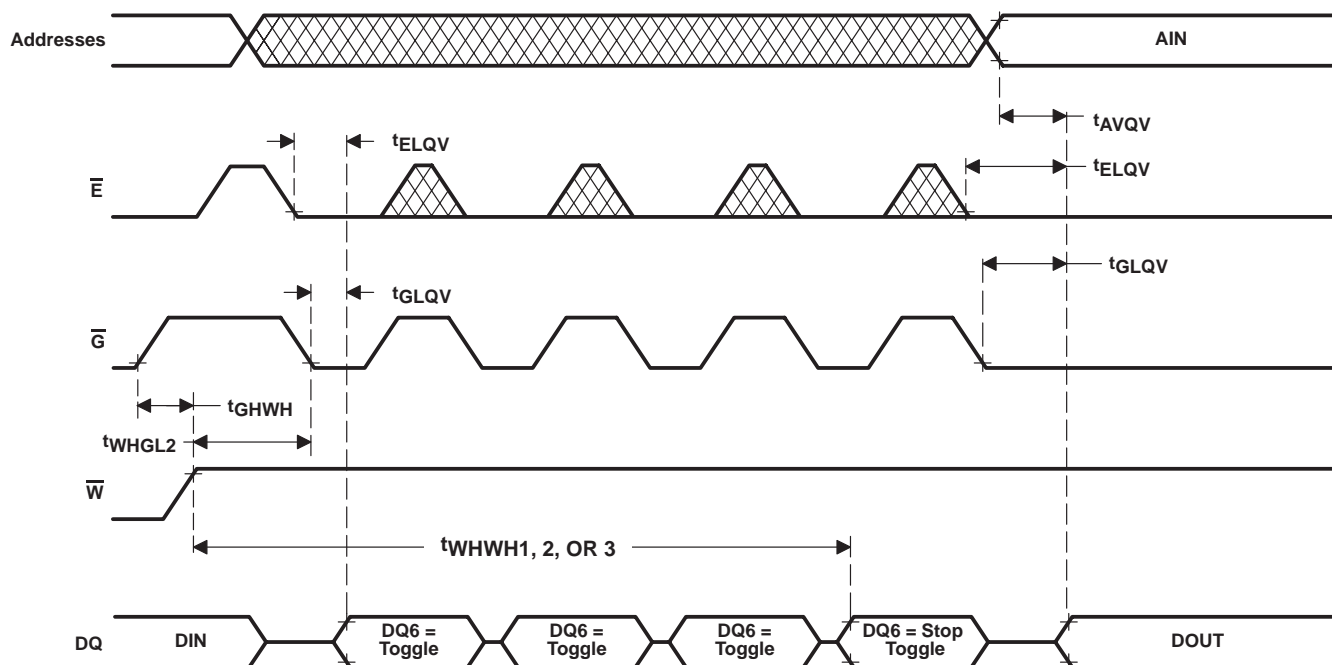 Addresses
AIN
tAVQV
tELQV
tELQV
E
tGLQV
tGLQV
G
tGHWH
tWHGL2
W
tWHWH1, 2, OR 3
DQ
DIN
DQ6 =
Toggle
DQ6 =
Toggle
DQ6 =
Toggle
DQ6 = Stop
Toggle
DOUT